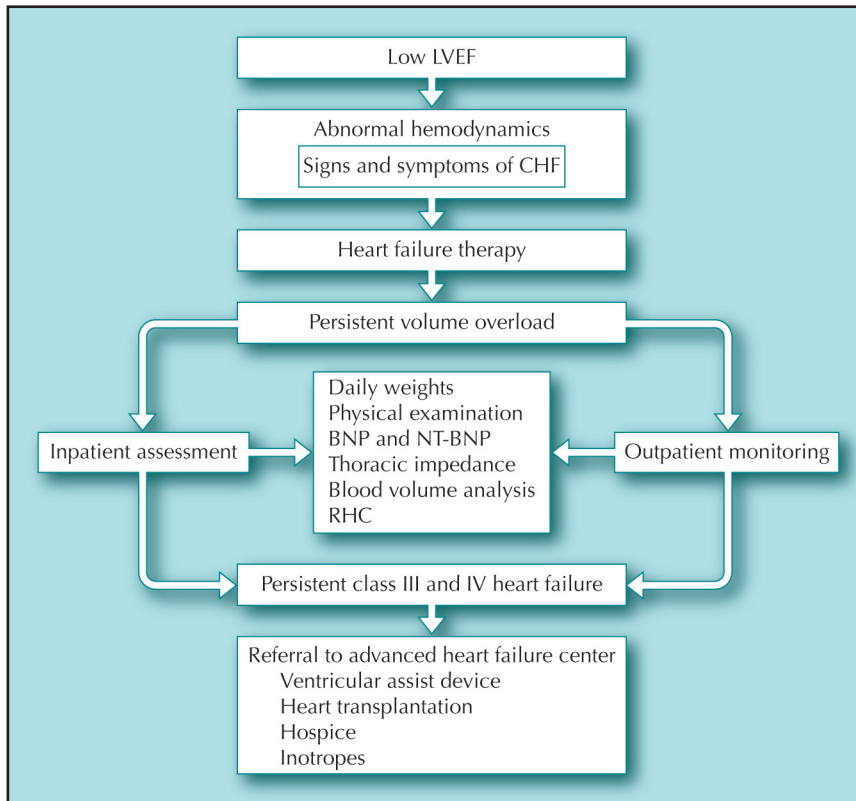 Low LVEF
Abnormal hemodynamics
Signs and symptoms of CHF
Heart failure therapy
Persistent volume overload
Daily weights
Physical examination
BNP and NT-BNP
Thoracic impedance
Blood volume analysis
RHC
Inpatient assessment
Outpatient monitoring
Persistent class III and IV heart failure
Referral to advanced heart failure center
Ventricular assist device
Heart transplantation
Hospice
Inotropes